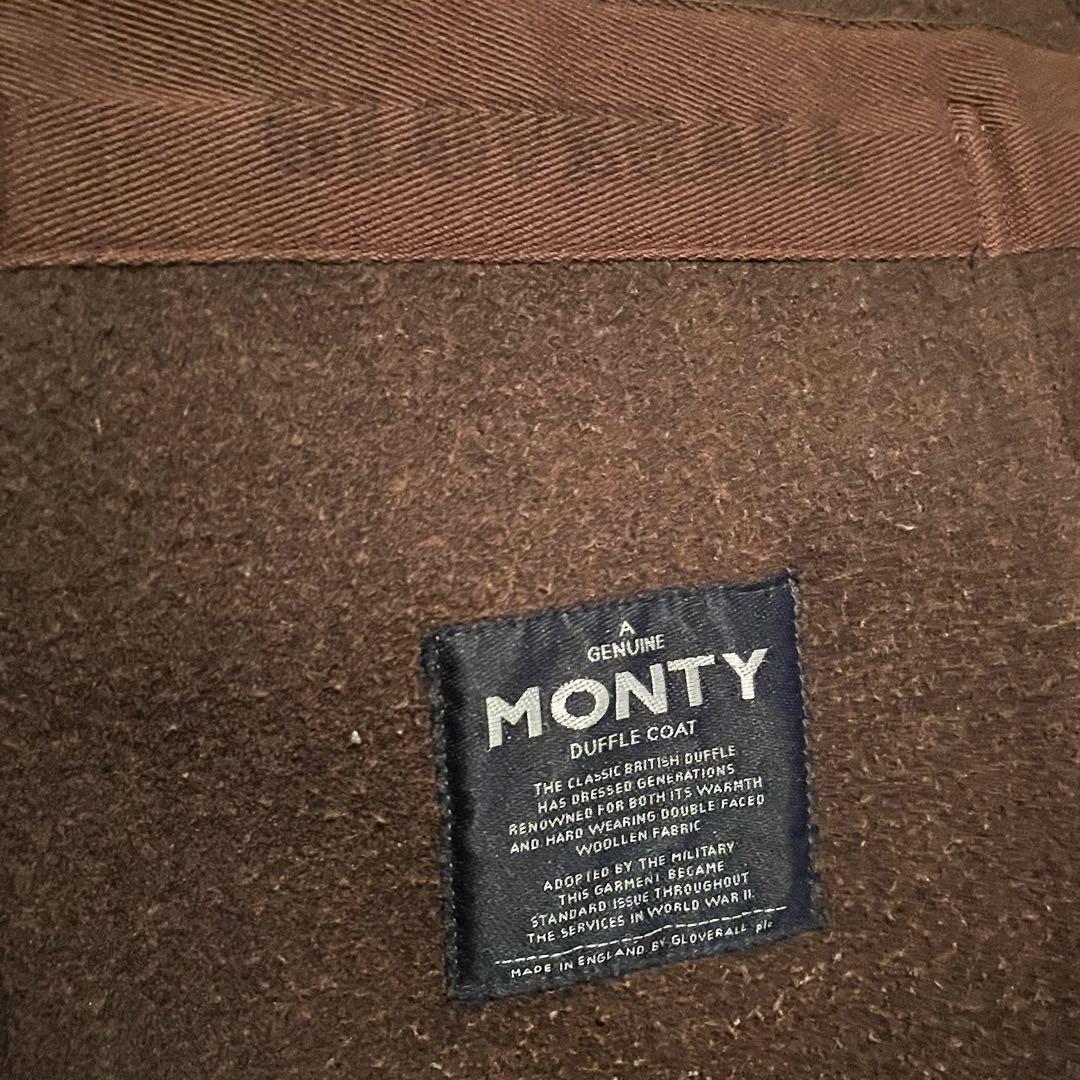 A
GENUINE
MONTY
DUFFLE COAT
THE CLASSIC BRITISH DUFFLE
HAS DRESSED GENERATIONS
RENOWNED FOR BOTH ITS WARMTH
AND HARD WEARING DOUBLE FACED
WOOLLEN FABRIC
ADOPTED BY THE MILITARY
THIS GARMENT BECAME
STANDARD ISSUE THROUGHOUT
THE SERVICES IN WORLD WAR II.
MADE IN ENGLAND BY GLOVERALL plc